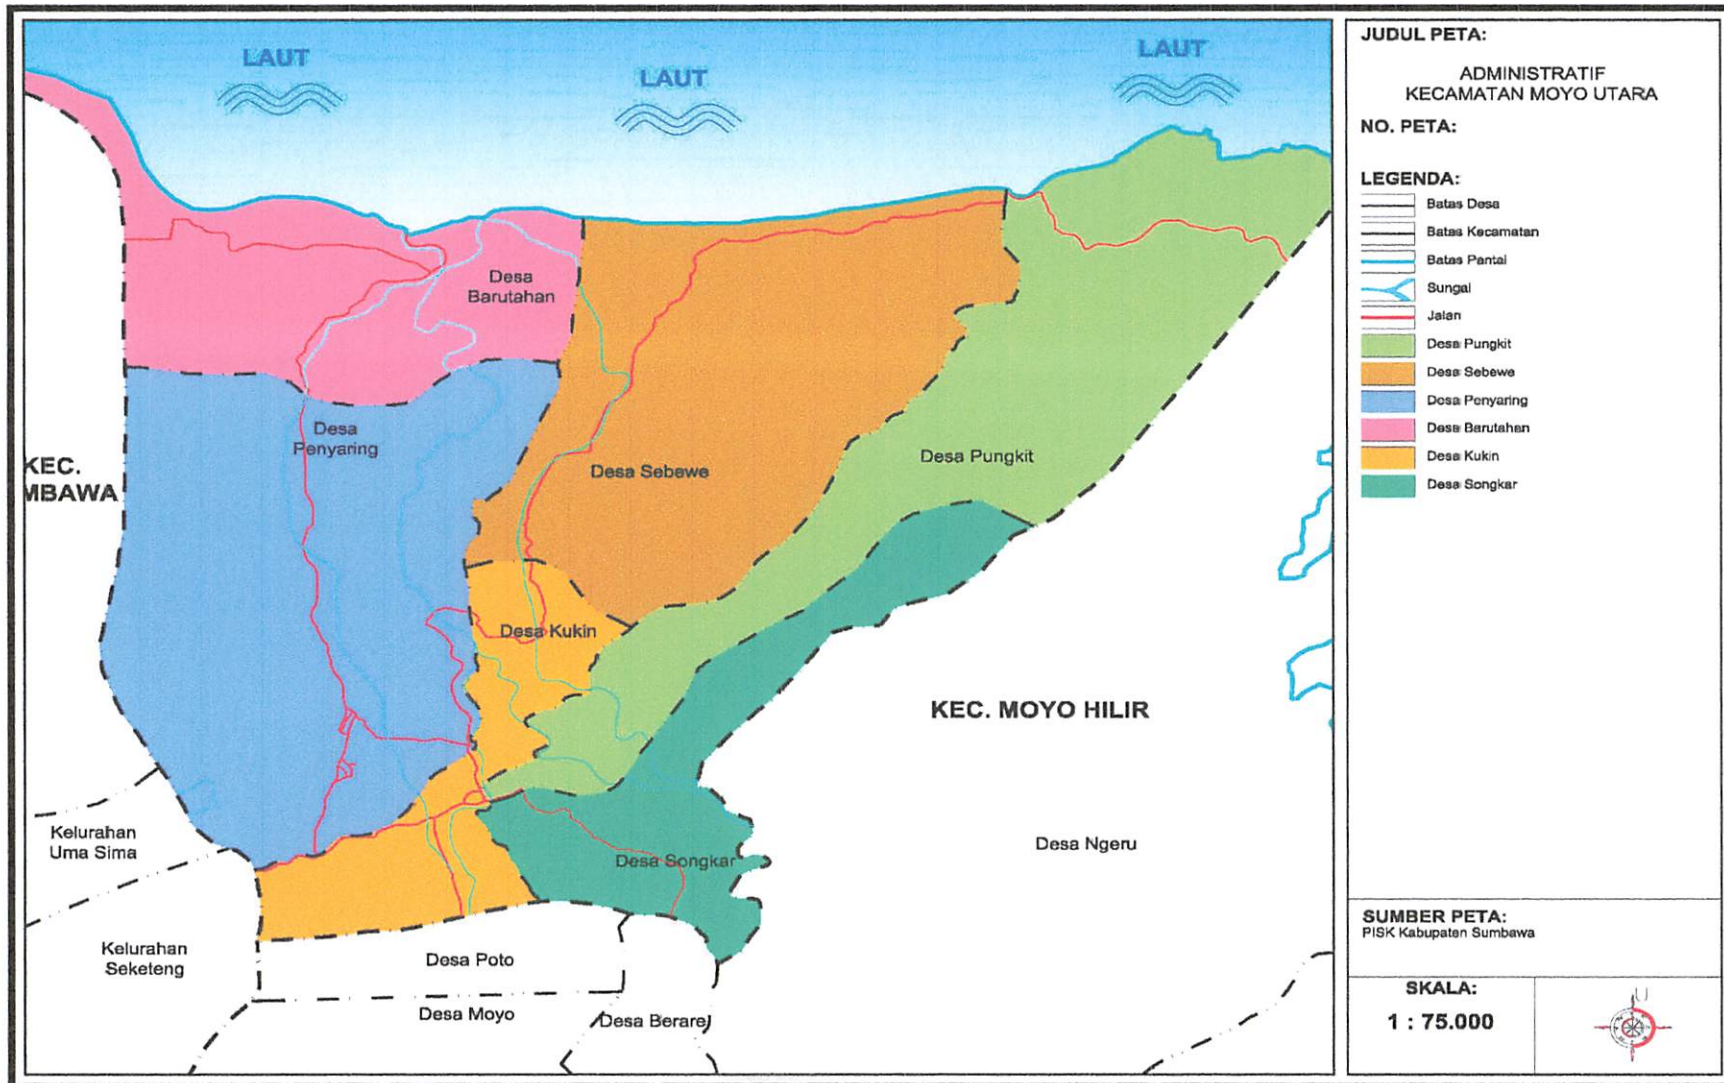 LAUT
LAUT
LAUT
Desa
Barutahan
Desa
Penyaring
KEC.
MBAWA
Desa Sebewe
Desa Pungkit
Desa Kukin
KEC. MOYO HILIR
Kelurahan
Uma Sima
Desa Songkar
Desa Ngeru
Kelurahan
Seketeng
Desa Poto
Desa Moyo
Desa Berare
JUDUL PETA:
ADMINISTRATIF
KECAMATAN MOYO UTARA
NO. PETA:
LEGENDA:
Batas Desa
Batas Kecamatan
Batas Pantai
Sungai
Jalan
Desa Pungkit
Desa Sebewe
Desa Penyaring
Desa Barutahan
Desa Kukin
Desa Songkar
SUMBER PETA:
PISK Kabupaten Sumbawa
SKALA:
1 : 75.000
U